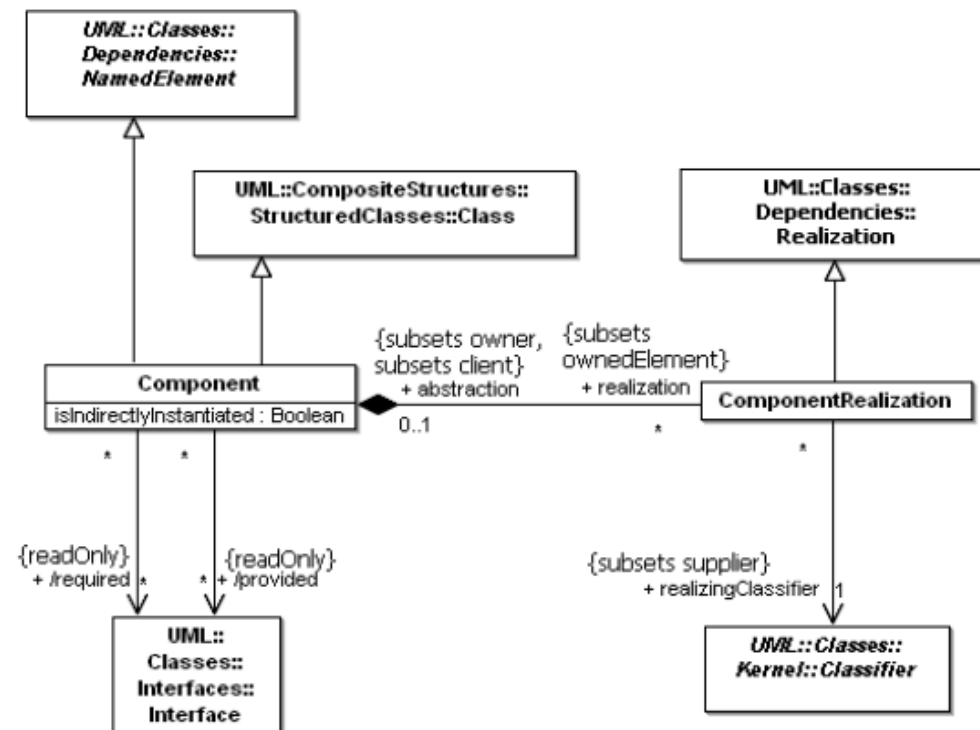 UML::Classes::
Dependencies::
NamedElement
UML::CompositeStructures::
StructuredClasses::Class
UML::Classes::
Dependencies::
Realization
{subsets owner,
subsets client}
+ abstraction
0..1
{subsets
ownedElement}
+ realization
*
Component
isIndirectlyInstantiated : Boolean
ComponentRealization
*
*
*
{readOnly}
+ /required
*
{readOnly}
* + /provided
{subsets supplier}
+ realizingClassifier
1
UML::
Classes::
Interfaces::
Interface
UML::Classes::
Kernel::Classifier